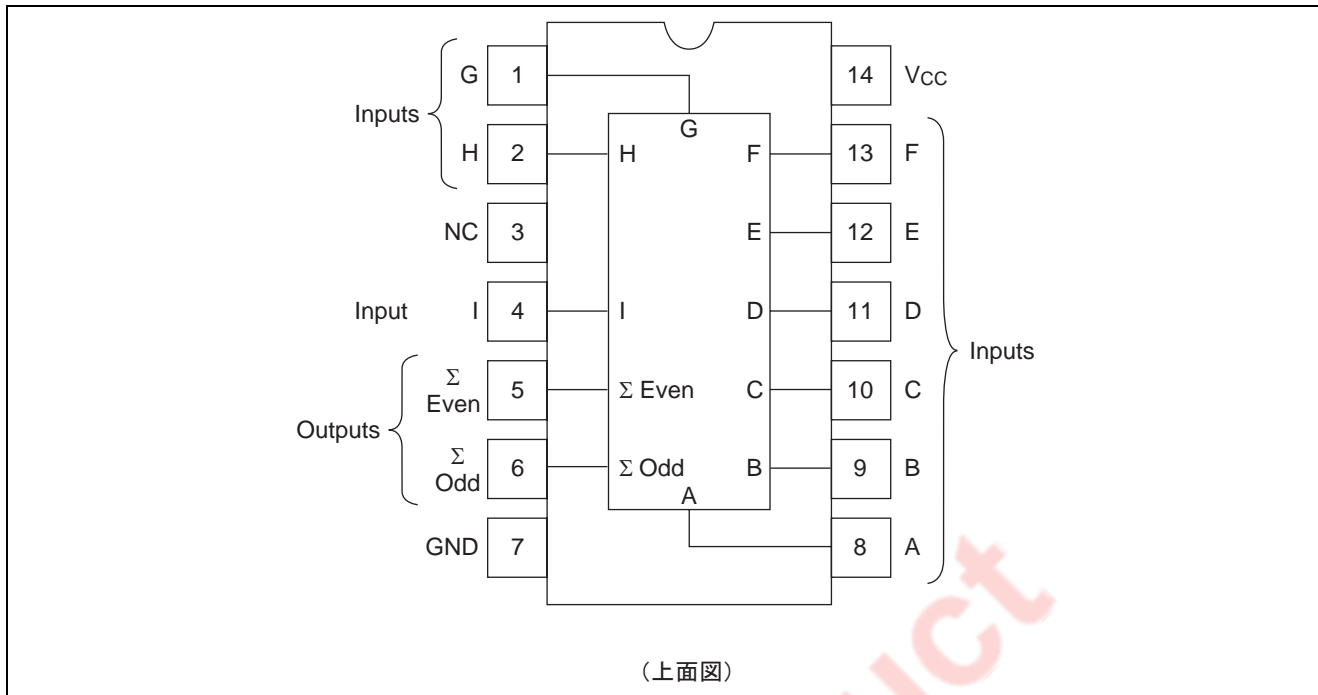 G 1 14 VCC
Inputs
G
H 2 H F 13 F
NC 3 E 12 E
Input I 4 I D 11 D
Inputs
Σ
Even 5 Σ Even C 10 C
Outputs
Σ
Odd 6 Σ Odd B 9 B
A
GND 7 8 A
(上面図)